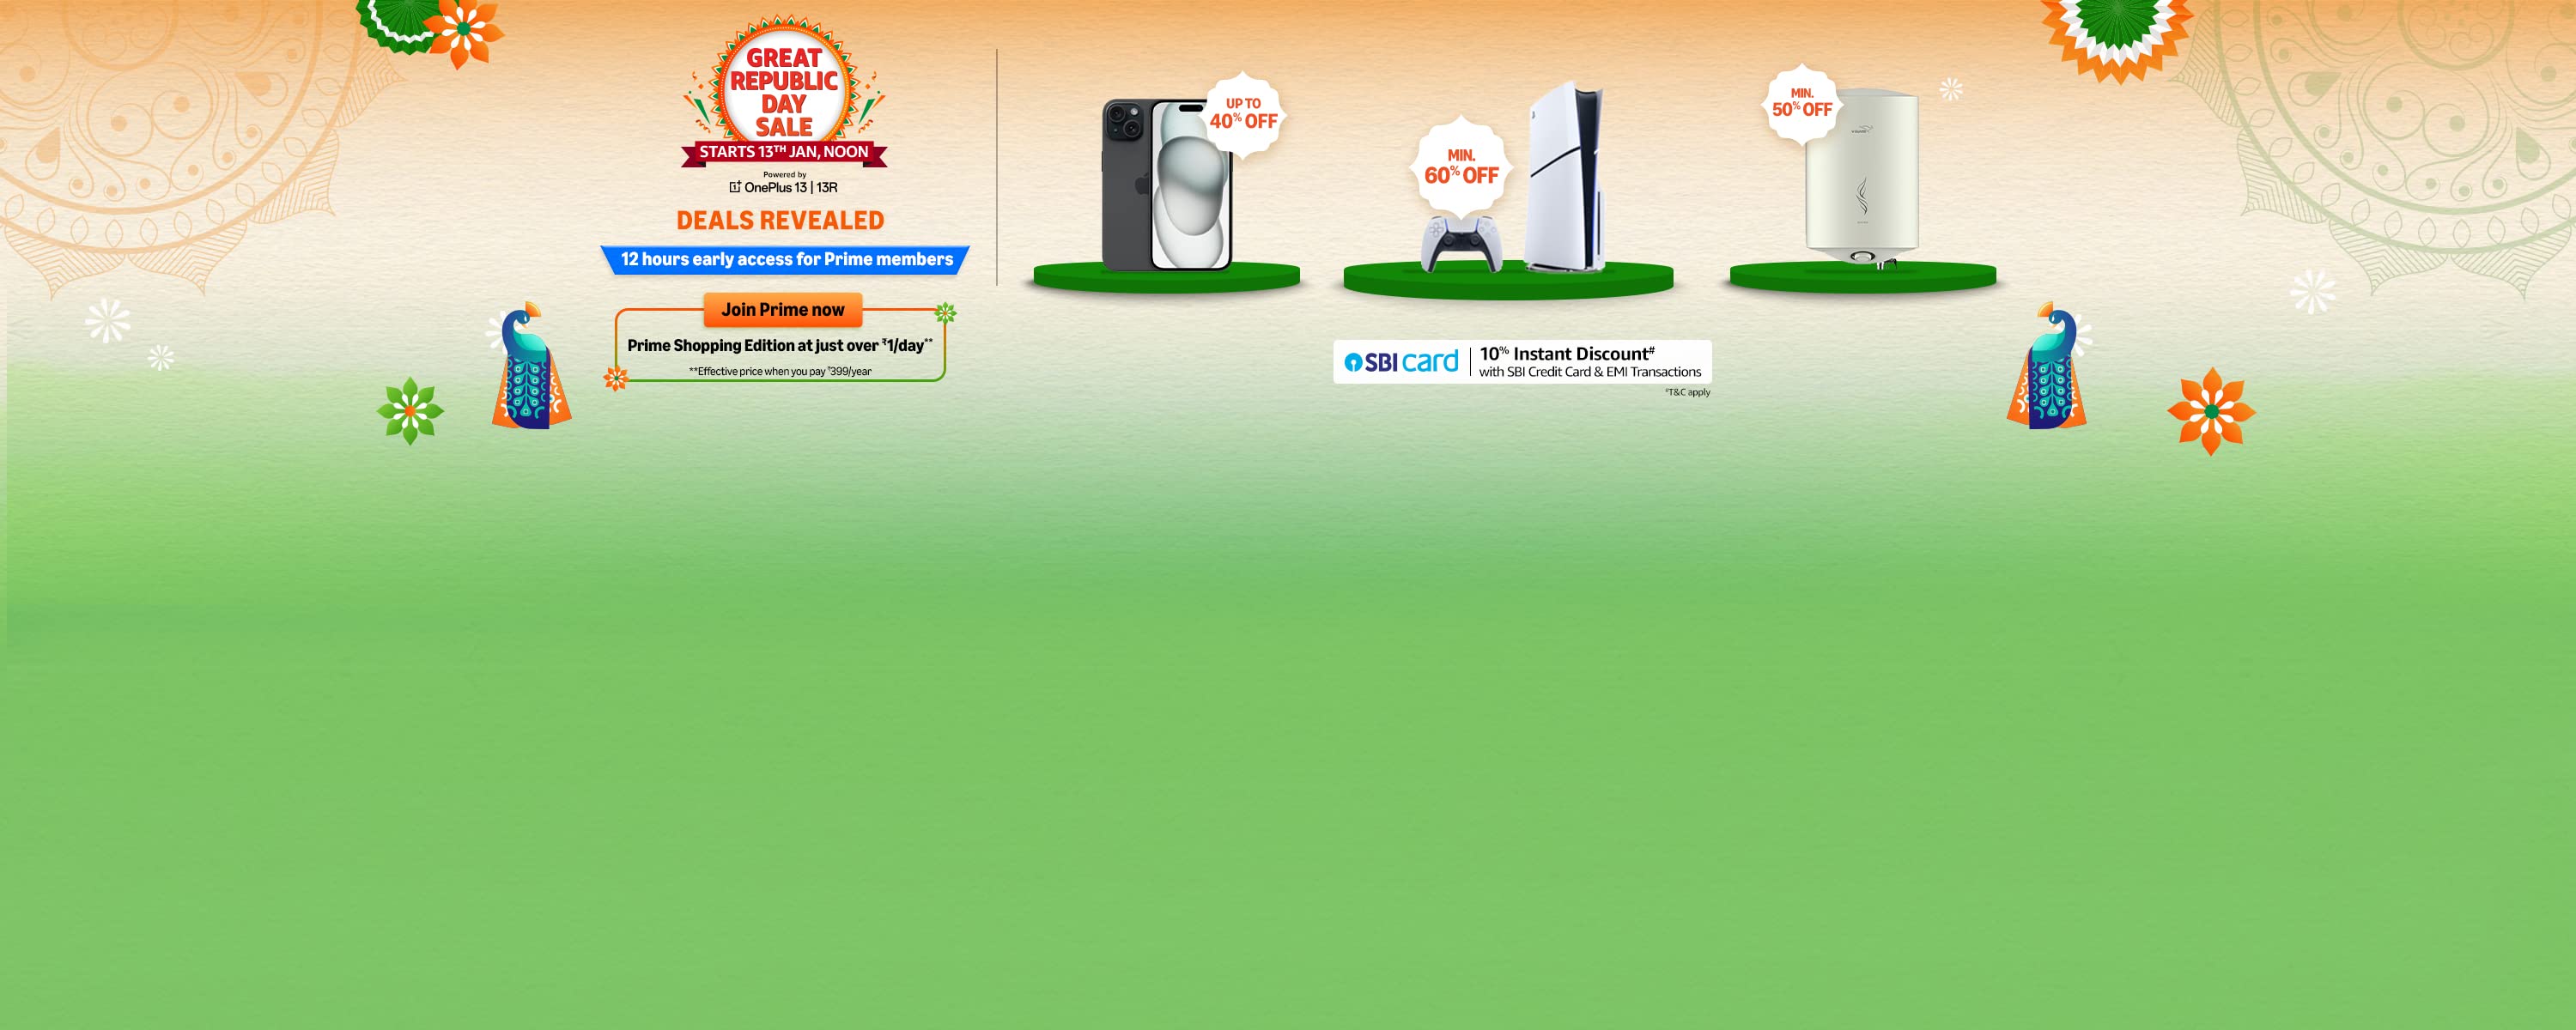 GREAT
REPUBLIC
DAY
SALE
STARTS 13TH JAN, NOON
Powered by
OnePlus 13 | 13R
DEALS REVEALED
12 hours early access for Prime members
Join Prime now
Prime Shopping Edition at just over ₹1/day**
**Effective price when you pay ₹399/year
UP TO
40% OFF
MIN.
60% OFF
MIN.
50% OFF
SBI card
10% Instant Discount#
with SBI Credit Card & EMI Transactions
#T&C apply